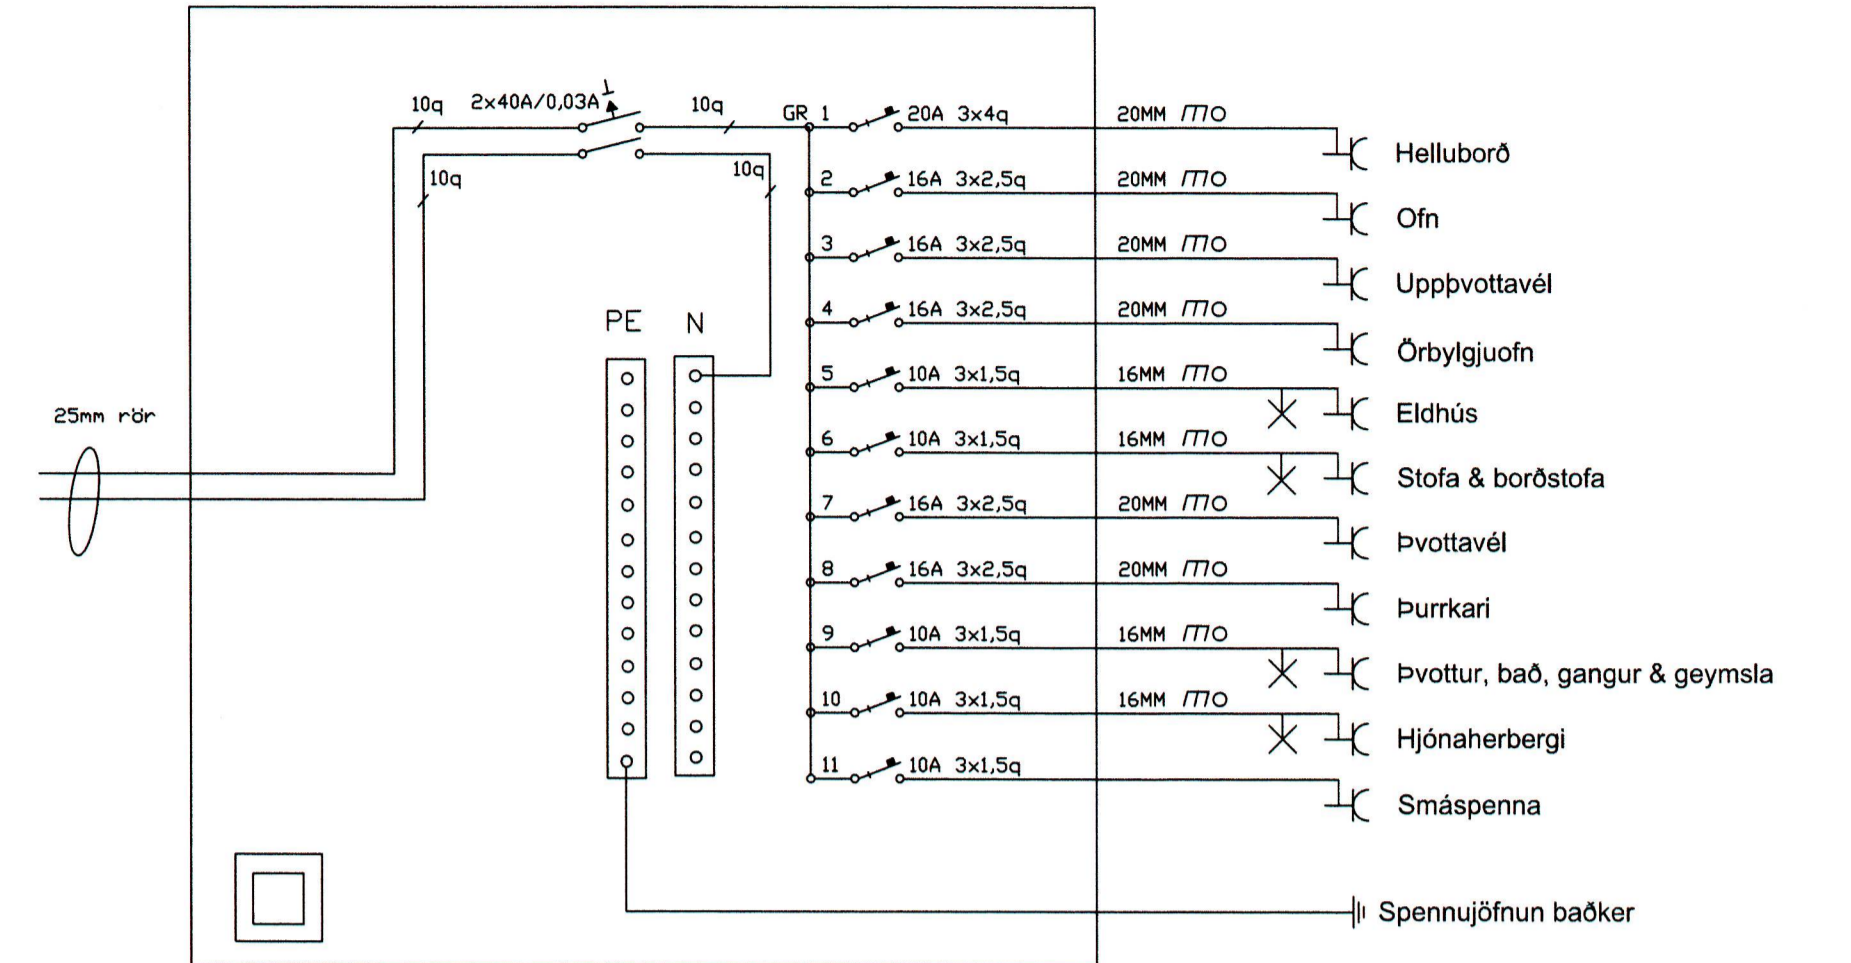 10q 2x40A/0,03A 10q
10q 10q
25mm rör
PE N
GR 1 20A 3x4q 20MM Helluborð
2 16A 3x2,5q 20MM Ofn
3 16A 3x2,5q 20MM Uppþvottavél
4 16A 3x2,5q 20MM Örbylgjuofn
5 10A 3x1,5q 16MM Eldhús
6 10A 3x1,5q 16MM Stofa & borðstofa
7 16A 3x2,5q 20MM Þvottavél
8 16A 3x2,5q 20MM Þurrkari
9 10A 3x1,5q 16MM Þvottur, bað, gangur & geymsla
10 10A 3x1,5q 16MM Hjónaherbergi
11 10A 3x1,5q Smáspenna
Spennujöfnun baðker